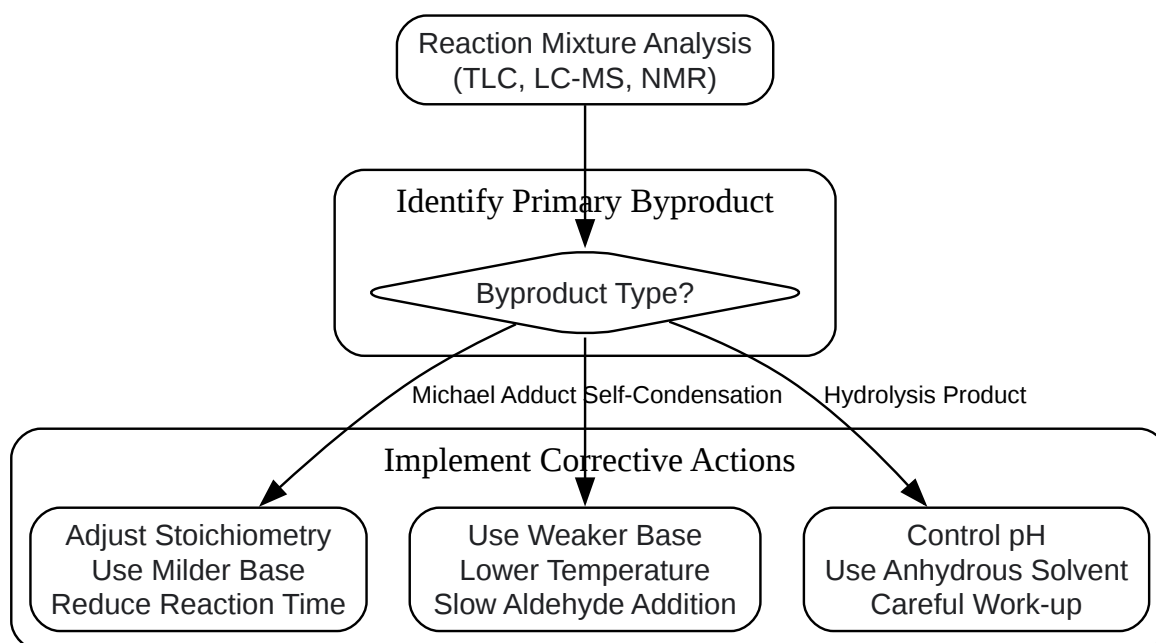 Reaction Mixture Analysis
(TLC, LC-MS, NMR)
Identify Primary Byproduct
Byproduct Type?
Michael Adduct
Self-Condensation
Hydrolysis Product
Implement Corrective Actions
Adjust Stoichiometry
Use Milder Base
Reduce Reaction Time
Use Weaker Base
Lower Temperature
Slow Aldehyde Addition
Control pH
Use Anhydrous Solvent
Careful Work-up